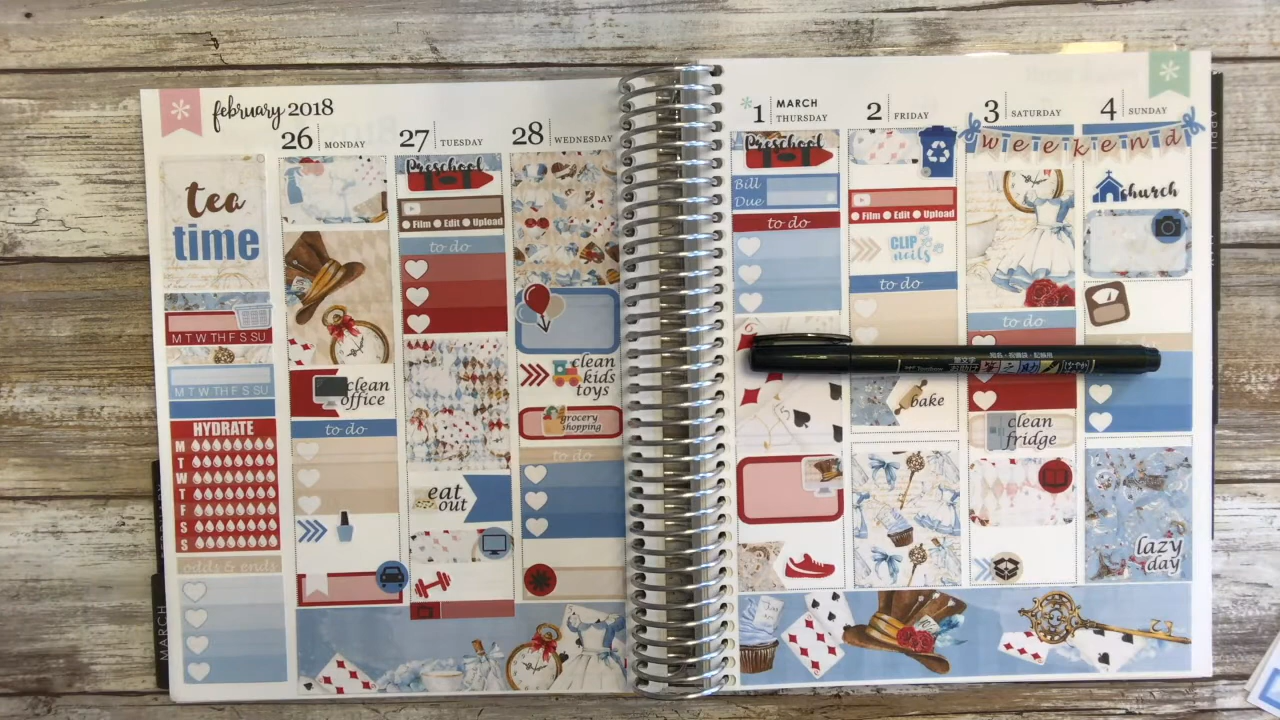 february 2018
tea
time
M T W TH F S SU
M T W TH F S SU
HYDRATE
M
T
W
T
F
S
S
odds & ends
MARCH
26 MONDAY
clean
office
to do
27 TUESDAY
Preschool
Film Edit Upload
to do
eat
out
28 WEDNESDAY
clean
kids
toys
grocery
shopping
to do
1 MARCH
THURSDAY
Preschool
Bill
Due
to do
2 FRIDAY
Film Edit Upload
CLIP
nails
to do
bake
3 SATURDAY
weekend
to do
clean
fridge
4 SUNDAY
church
lazy
day
APRIL